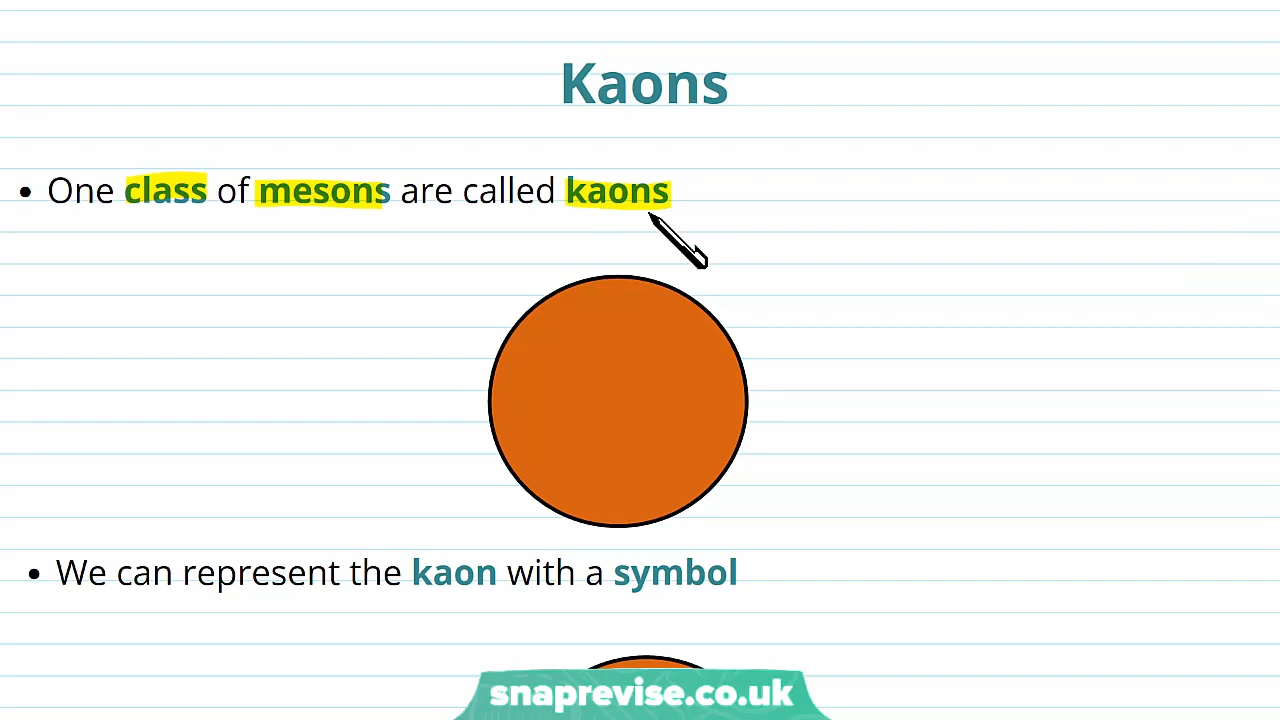 Kaons
One class of mesons are called kaons
We can represent the kaon with a symbol
snaprevise.co.uk